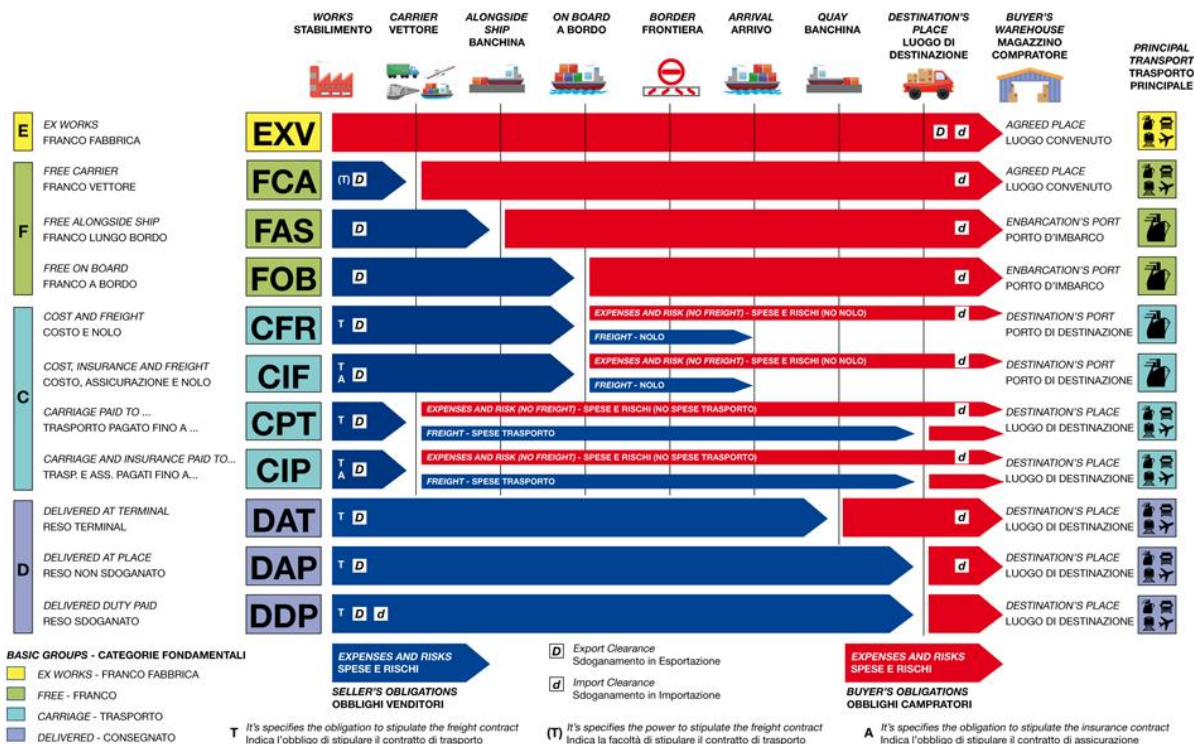 WORKS
STABILIMENTO
CARRIER
VETTORE
ALONGSIDE
SHIP
BANCHINA
ON BOARD
A BORDO
BORDER
FRONTIERA
ARRIVAL
ARRIVO
QUAY
BANCHINA
DESTINATION'S
PLACE
LUOGO DI
DESTINAZIONE
BUYER'S
WAREHOUSE
MAGAZZINO
COMPRATORE
PRINCIPAL
TRANSPORT
TRASPORTO
PRINCIPALE
E
EX WORKS
FRANCO FABBRICA
EXV
D d
AGREED PLACE
LUOGO CONVENUTO
F
FREE CARRIER
FRANCO VETTORE
FCA
(T) D
d
AGREED PLACE
LUOGO CONVENUTO
FREE ALONGSIDE SHIP
FRANCO LUNGO BORDO
FAS
D
d
ENBARCATION'S PORT
PORTO D'IMBARCO
FREE ON BOARD
FRANCO A BORDO
FOB
D
d
ENBARCATION'S PORT
PORTO D'IMBARCO
C
COST AND FREIGHT
COSTO E NOLO
CFR
T D
EXPENSES AND RISK (NO FREIGHT) - SPESE E RISCHI (NO NOLO)
d
FREIGHT - NOLO
DESTINATION'S PORT
PORTO DI DESTINAZIONE
COST, INSURANCE AND FREIGHT
COSTO, ASSICURAZIONE E NOLO
CIF
T
A D
EXPENSES AND RISK (NO FREIGHT) - SPESE E RISCHI (NO NOLO)
d
FREIGHT - NOLO
DESTINATION'S PORT
PORTO DI DESTINAZIONE
CARRIAGE PAID TO ...
TRASPORTO PAGATO FINO A ...
CPT
T D
EXPENSES AND RISK (NO FREIGHT) - SPESE E RISCHI (NO SPESE TRASPORTO)
d
FREIGHT - SPESE TRASPORTO
DESTINATION'S PLACE
LUOGO DI DESTINAZIONE
CARRIAGE AND INSURANCE PAID TO...
TRASP. E ASS. PAGATI FINO A...
CIP
T
A D
EXPENSES AND RISK (NO FREIGHT) - SPESE E RISCHI (NO SPESE TRASPORTO)
d
FREIGHT - SPESE TRASPORTO
DESTINATION'S PLACE
LUOGO DI DESTINAZIONE
D
DELIVERED AT TERMINAL
RESO TERMINAL
DAT
T D
d
DESTINATION'S PLACE
LUOGO DI DESTINAZIONE
DELIVERED AT PLACE
RESO NON SDOGANATO
DAP
T D
d
DESTINATION'S PLACE
LUOGO DI DESTINAZIONE
DELIVERED DUTY PAID
RESO SDOGANATO
DDP
T D d
DESTINATION'S PLACE
LUOGO DI DESTINAZIONE
BASIC GROUPS - CATEGORIE FONDAMENTALI
EX WORKS - FRANCO FABBRICA
FREE - FRANCO
CARRIAGE - TRASPORTO
DELIVERED - CONSEGNATO
EXPENSES AND RISKS
SPESE E RISCHI
SELLER'S OBLIGATIONS
OBBLIGHI VENDITORI
D Export Clearance
Sdoganamento in Esportazione
d Import Clearance
Sdoganamento in Importazione
EXPENSES AND RISKS
SPESE E RISCHI
BUYER'S OBLIGATIONS
OBBLIGHI CAMPRATORI
T It's specifies the obligation to stipulate the freight contract
Indica l'obbligo di stipulare il contratto di trasporto
(T) It's specifies the power to stipulate the freight contract
Indica la facoltà di stipulare il contratto di trasporto
A It's specifies the obligation to stipulate the insurance contract
Indica l'obbligo di stipulare il contratto di assicurazione